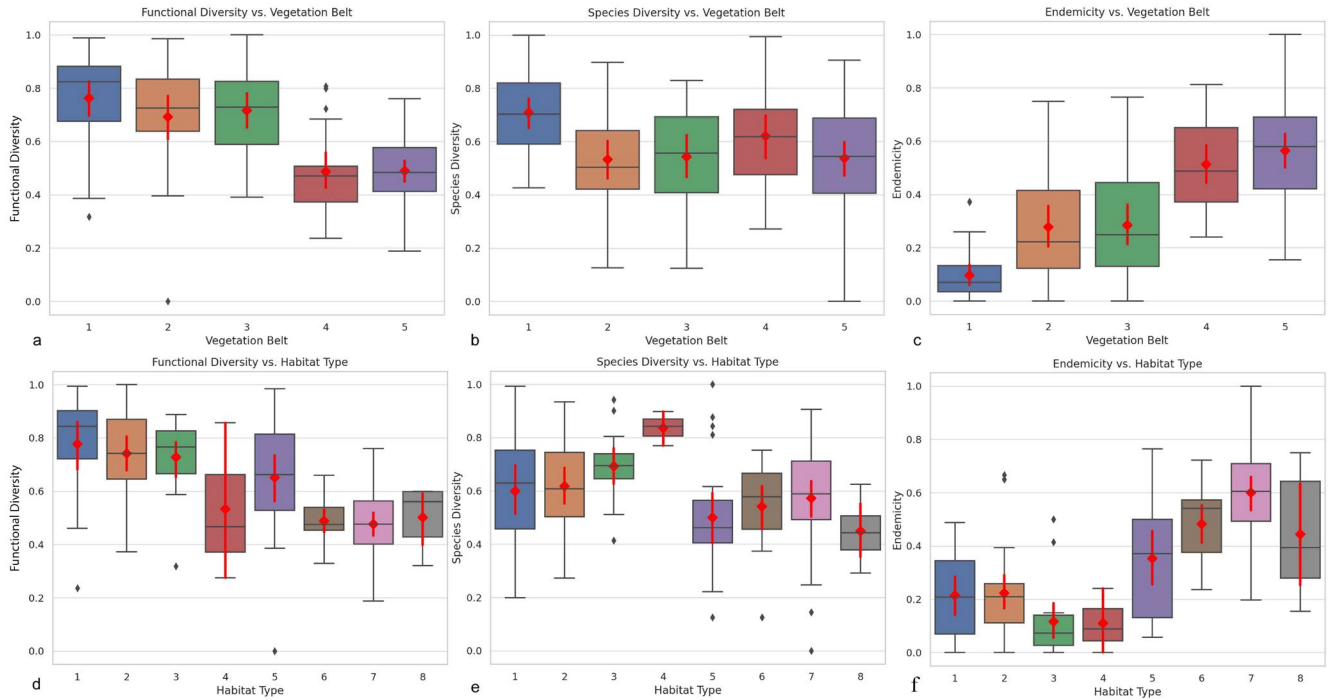 Functional Diversity vs. Vegetation Belt
Functional Diversity
1.0
0.8
0.6
0.4
0.2
0.0
1 2 3 4 5
Vegetation Belt
a
Species Diversity vs. Vegetation Belt
Species Diversity
1.0
0.8
0.6
0.4
0.2
0.0
1 2 3 4 5
Vegetation Belt
b
Endemicity vs. Vegetation Belt
Endemicity
1.0
0.8
0.6
0.4
0.2
0.0
1 2 3 4 5
Vegetation Belt
c
Functional Diversity vs. Habitat Type
Functional Diversity
1.0
0.8
0.6
0.4
0.2
0.0
1 2 3 4 5 6 7 8
Habitat Type
d
Species Diversity vs. Habitat Type
Species Diversity
1.0
0.8
0.6
0.4
0.2
0.0
1 2 3 4 5 6 7 8
Habitat Type
e
Endemicity vs. Habitat Type
Endemicity
1.0
0.8
0.6
0.4
0.2
0.0
1 2 3 4 5 6 7 8
Habitat Type
f